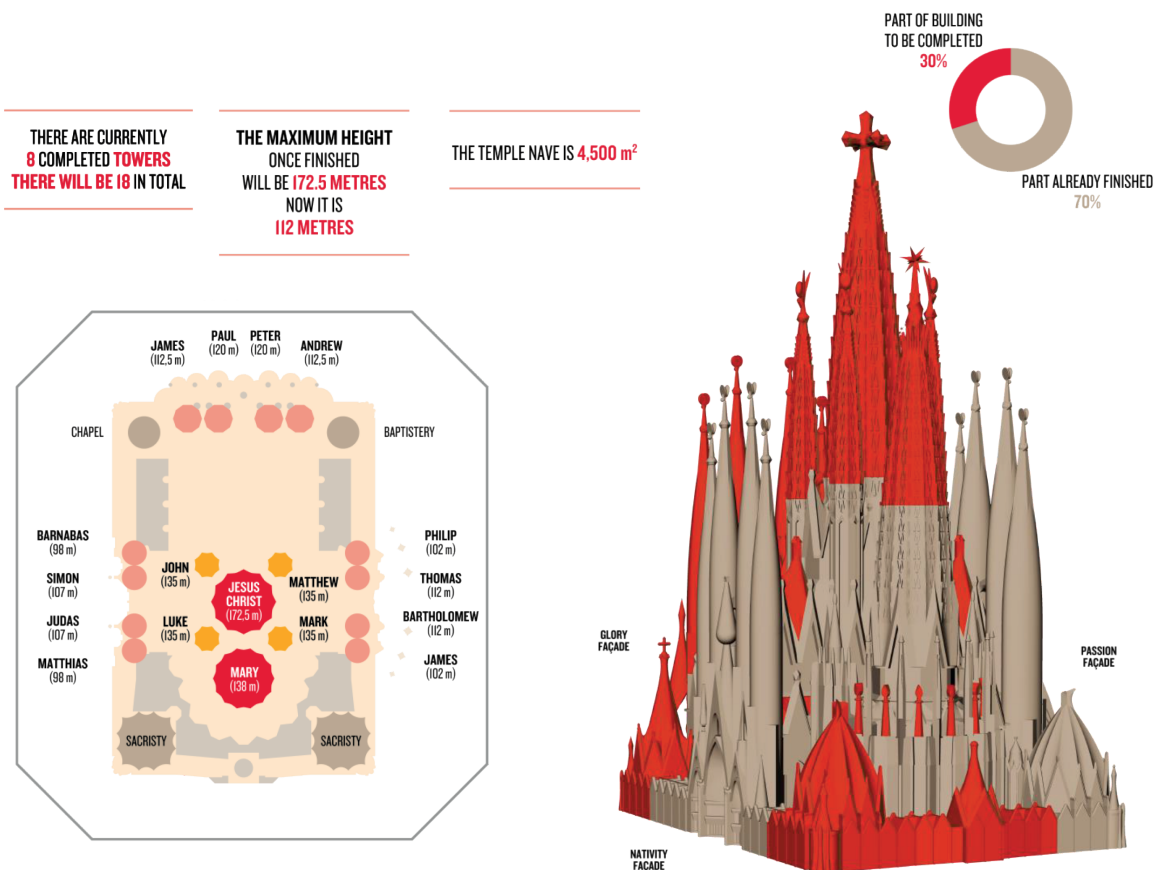 PART OF BUILDING
TO BE COMPLETED
30%
PART ALREADY FINISHED
70%
THERE ARE CURRENTLY
8 COMPLETED TOWERS
THERE WILL BE 18 IN TOTAL
THE MAXIMUM HEIGHT
ONCE FINISHED
WILL BE 172.5 METRES
NOW IT IS
112 METRES
THE TEMPLE NAVE IS 4,500 m²
JAMES
(112,5 m)
PAUL
(120 m)
PETER
(120 m)
ANDREW
(112,5 m)
CHAPEL
BAPTISTERY
BARNABAS
(98 m)
SIMON
(107 m)
JUDAS
(107 m)
MATTHIAS
(98 m)
JOHN
(135 m)
MATTHEW
(135 m)
JESUS
CHRIST
(172,5 m)
LUKE
(135 m)
MARK
(135 m)
MARY
(138 m)
PHILIP
(102 m)
THOMAS
(112 m)
BARTHOLOMEW
(112 m)
JAMES
(102 m)
SACRISTY
SACRISTY
GLORY
FAÇADE
PASSION
FAÇADE
NATIVITY
FACADE